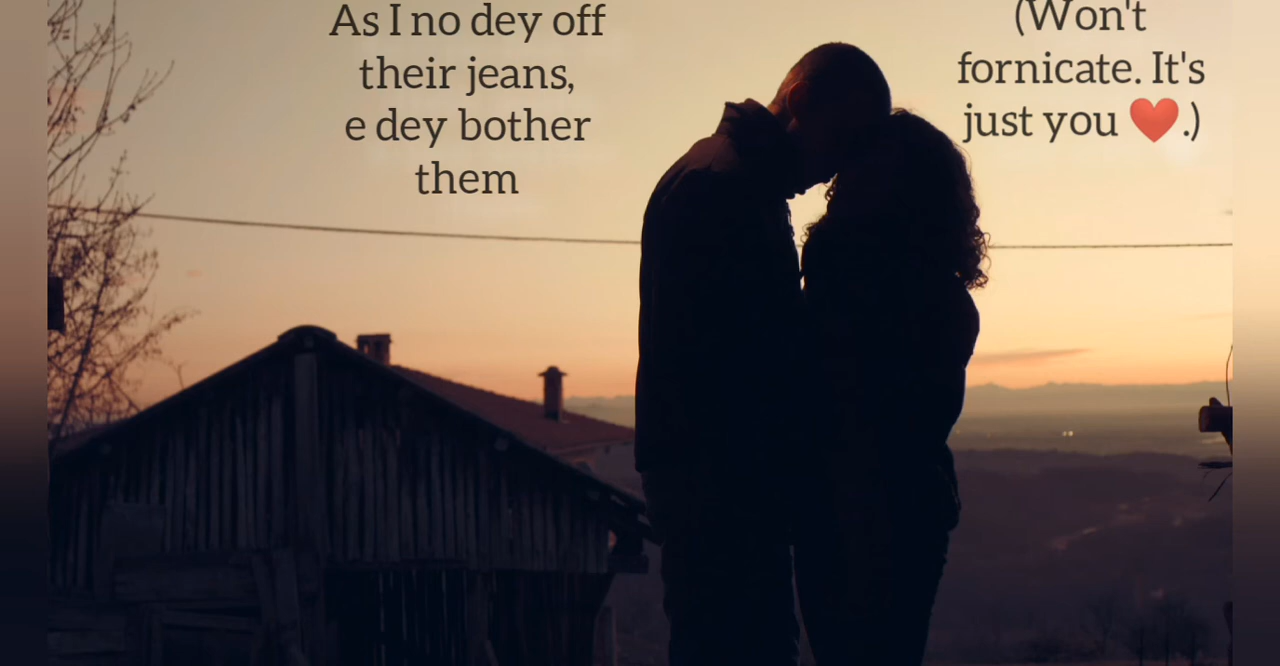 As I no dey off
their jeans,
e dey bother
them
(Won't
fornicate. It's
just you ❤️.)